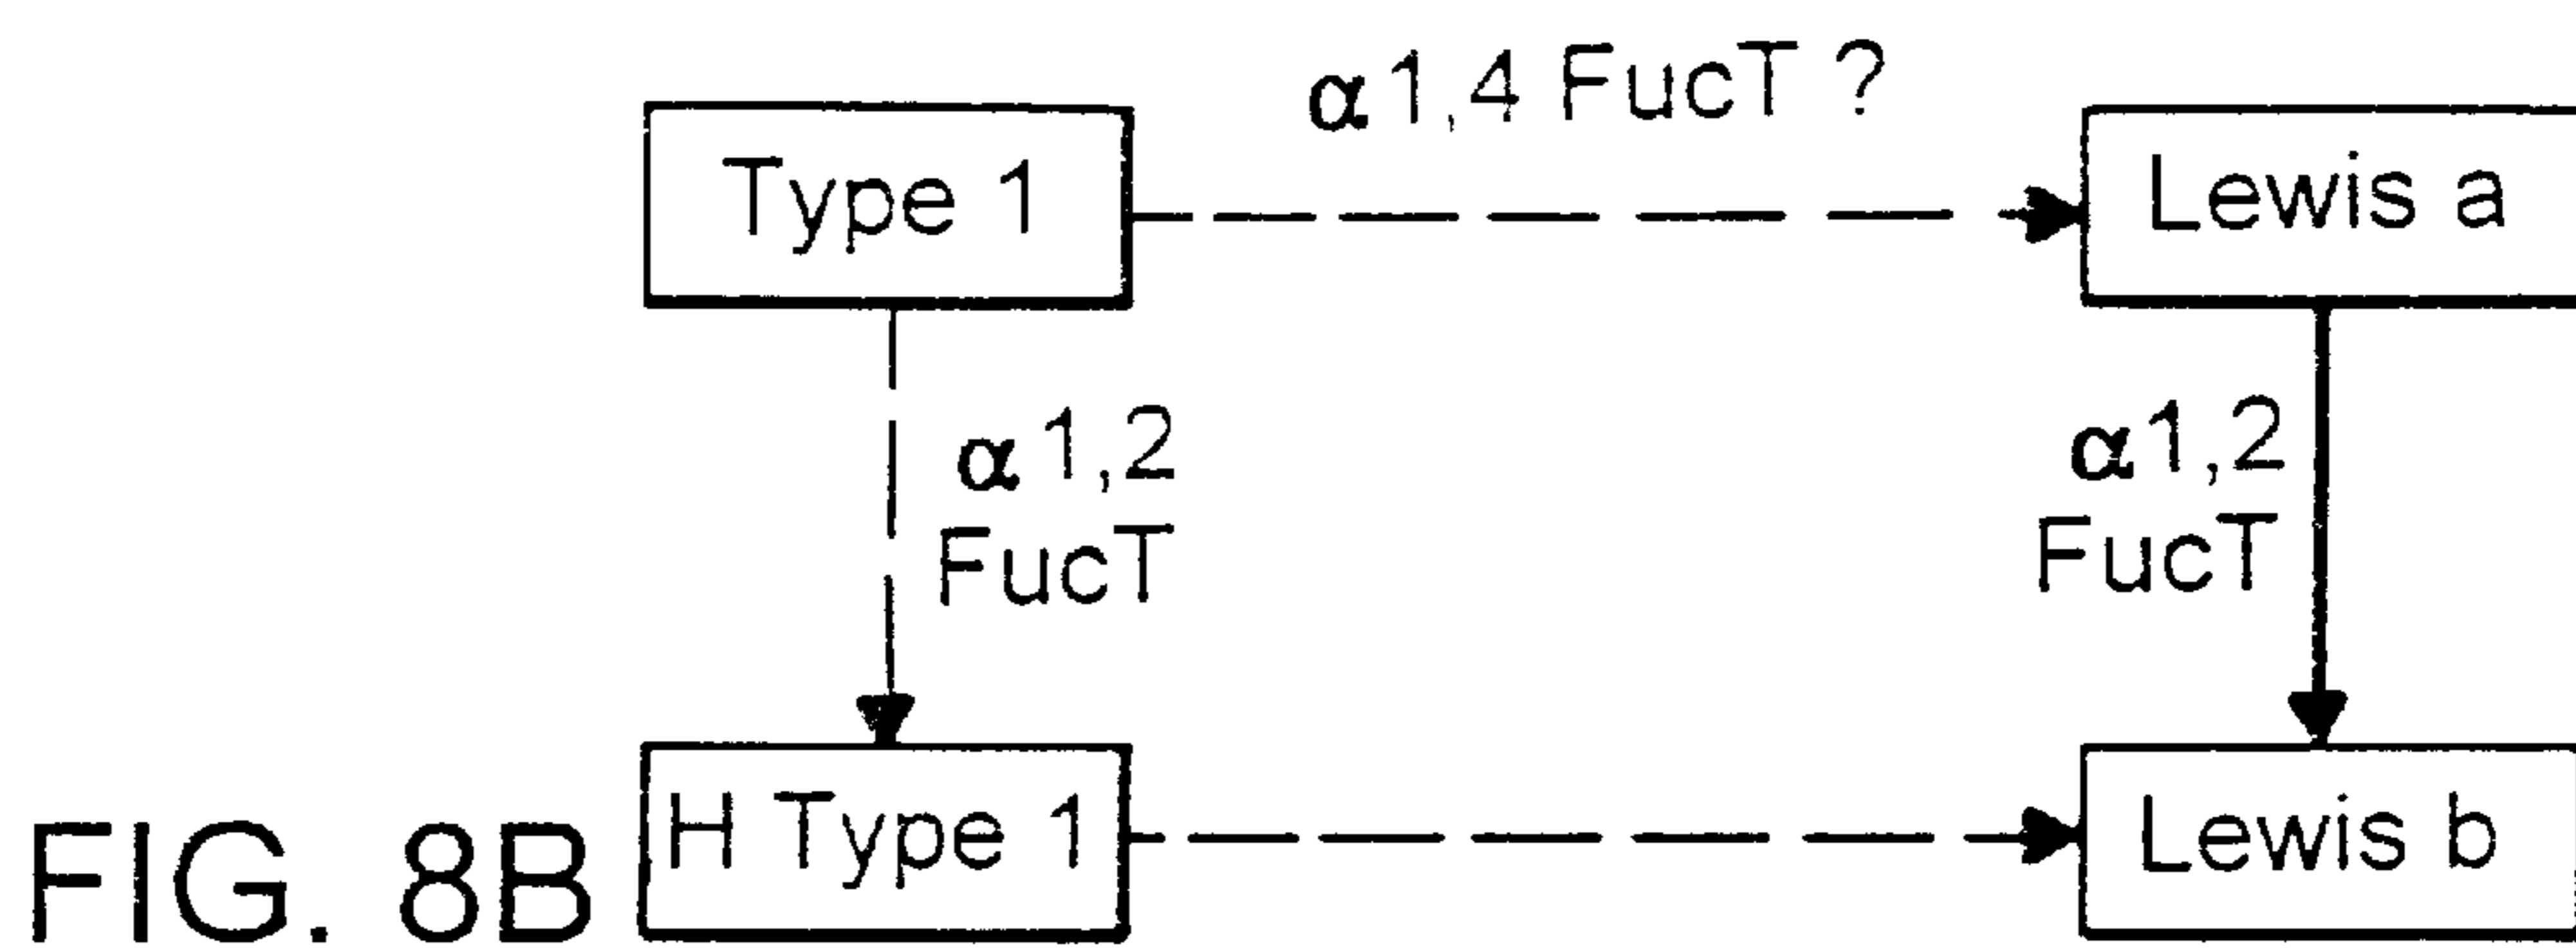 α1,4 FucT ?
Type 1
Lewis a
α1,2
FucT
α1,2
FucT
H Type 1
Lewis b
FIG. 8B